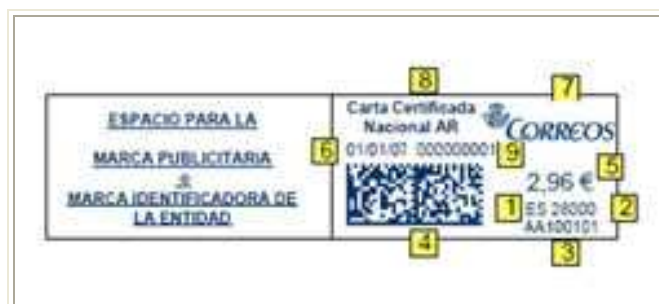 8
7
Carta Certificada
Nacional AR
CORREOS
ESPACIO PARA LA
MARCA PUBLICITARIA
MARCA IDENTIFICADORA DE
LA ENTIDAD
6
01/01/07 000000001
9
5
2,96 €
1
ES 28000
2
AA100101
4
3